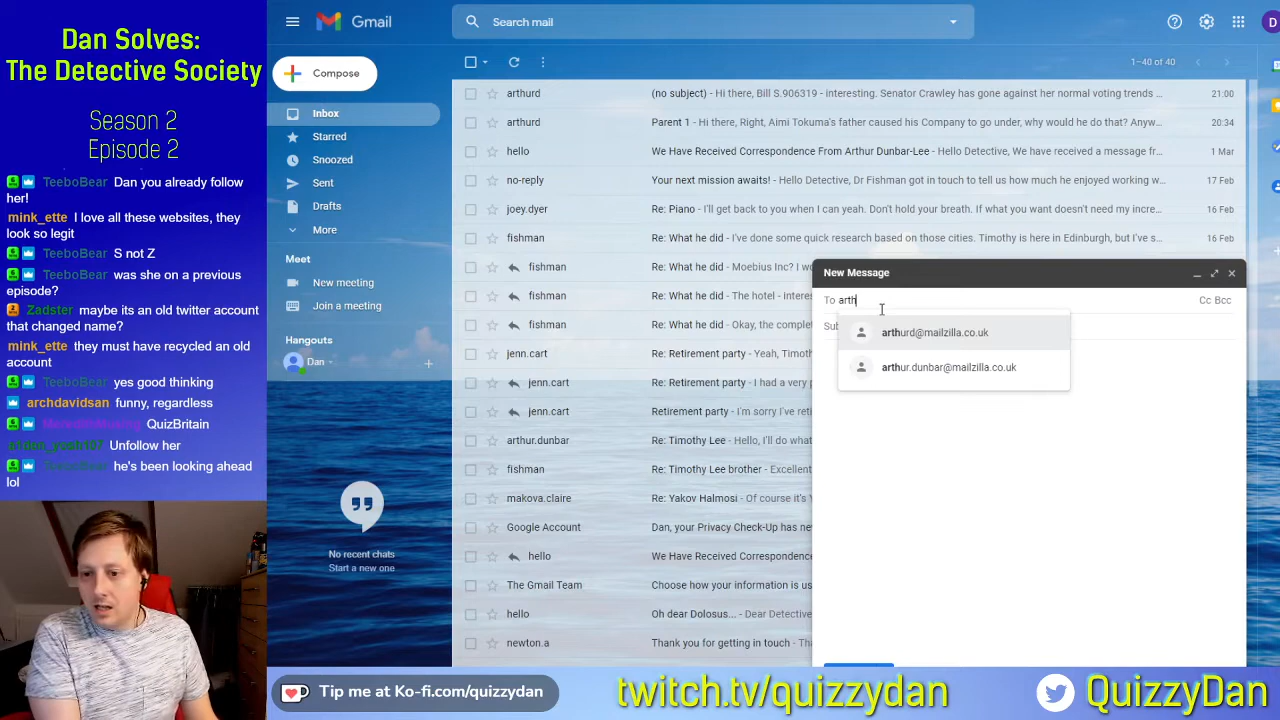 Dan Solves:
The Detective Society
Season 2
Episode 2
TeeboBear Dan you already follow
her!
mink_ette I love all these websites, they
look so legit
TeeboBear S not Z
TeeboBear was she on a previous
episode?
Zadster maybe its an old twitter account
that changed name?
mink_ette they must have recycled an old
account
TeeboBear yes good thinking
archdavidsan funny, regardless
QuizBritain
Unfollow her
TeeboBear he's been looking ahead
lol
Gmail
Search mail
D
Compose
1–40 of 40
Inbox
Starred
Snoozed
Sent
Drafts
More
Meet
New meeting
Join a meeting
Hangouts
Dan
No recent chats
Start a new one
arthurd (no subject) - Hi there, Bill S.906319 - interesting. Senator Crawley has gone against her normal voting trends … 21:00
arthurd Parent 1 - Hi there, Right, Aimi Tokuma's father caused his Company to go under, why would he do that? Anyw… 20:34
hello We Have Received Correspondence From Arthur Dunbar-Lee - Hello Detective, We have received a message fr… 1 Mar
no-reply Your next mission awaits! - Hello Detective, Dr Fishman got in touch to tell us how much he enjoyed working w… 17 Feb
joey.dyer Re: Piano - I'll get back to you when I can yeah. Don't hold your breath. If what you want doesn't need my incre… 16 Feb
fishman Re: What he did - I've done some quick research based on those cities. Timothy is here in Edinburgh, but I've s… 16 Feb
fishman Re: What he did - Moebius Inc? I w
fishman Re: What he did - The hotel - intere
fishman Re: What he did - Okay, the complet
jenn.cart Re: Retirement party - Yeah, Timoth
jenn.cart Re: Retirement party - I had a very
jenn.cart Re: Retirement party - I'm sorry I've
arthur.dunbar Re: Timothy Lee - Hello, I'll do what
fishman Re: Timothy Lee brother - Excellen
makova.claire Re: Yakov Halmosi - Of course it's
Google Account Dan, your Privacy Check-Up has ne
hello We Have Received Correspondence
The Gmail Team Choose how your information is us
hello Oh dear Dolosus... - Dear Detective
newton.a Thank you for getting in touch - Tha
New Message
To arth
Cc Bcc
Sub
arthurd@mailzilla.co.uk
arthur.dunbar@mailzilla.co.uk
Tip me at Ko-fi.com/quizzydan
twitch.tv/quizzydan
QuizzyDan